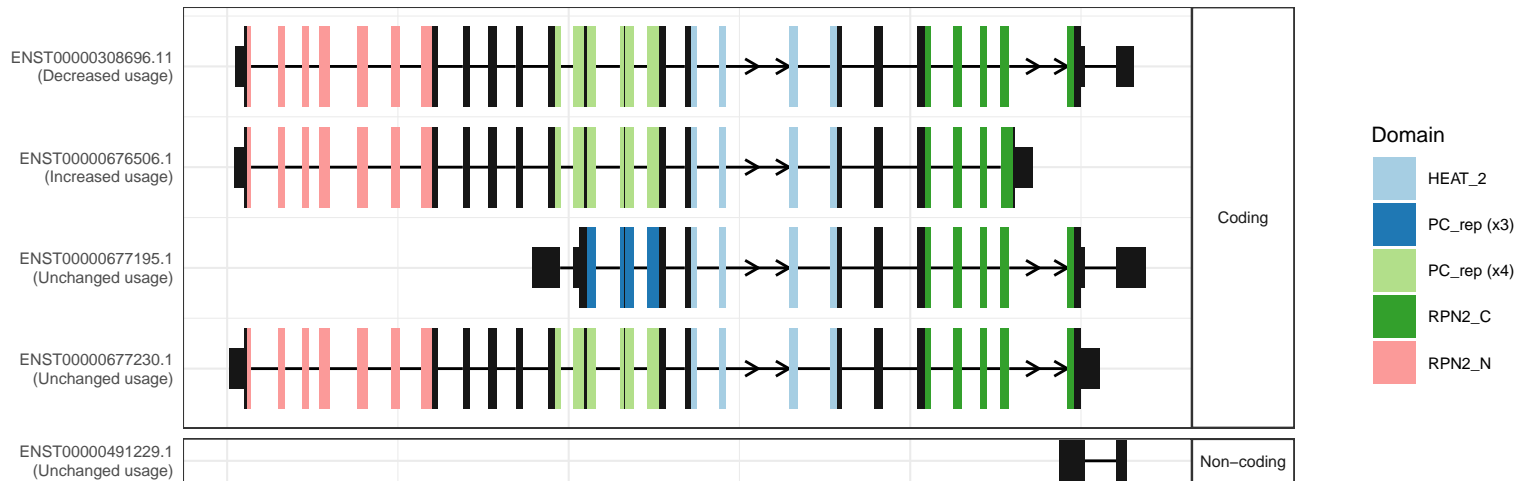 ENST00000308696.11
(Decreased usage)
ENST00000676506.1
(Increased usage)
ENST00000677195.1
(Unchanged usage)
ENST00000677230.1
(Unchanged usage)
Coding
ENST00000491229.1
(Unchanged usage)
Non−coding
Domain
HEAT_2
PC_rep (x3)
PC_rep (x4)
RPN2_C
RPN2_N